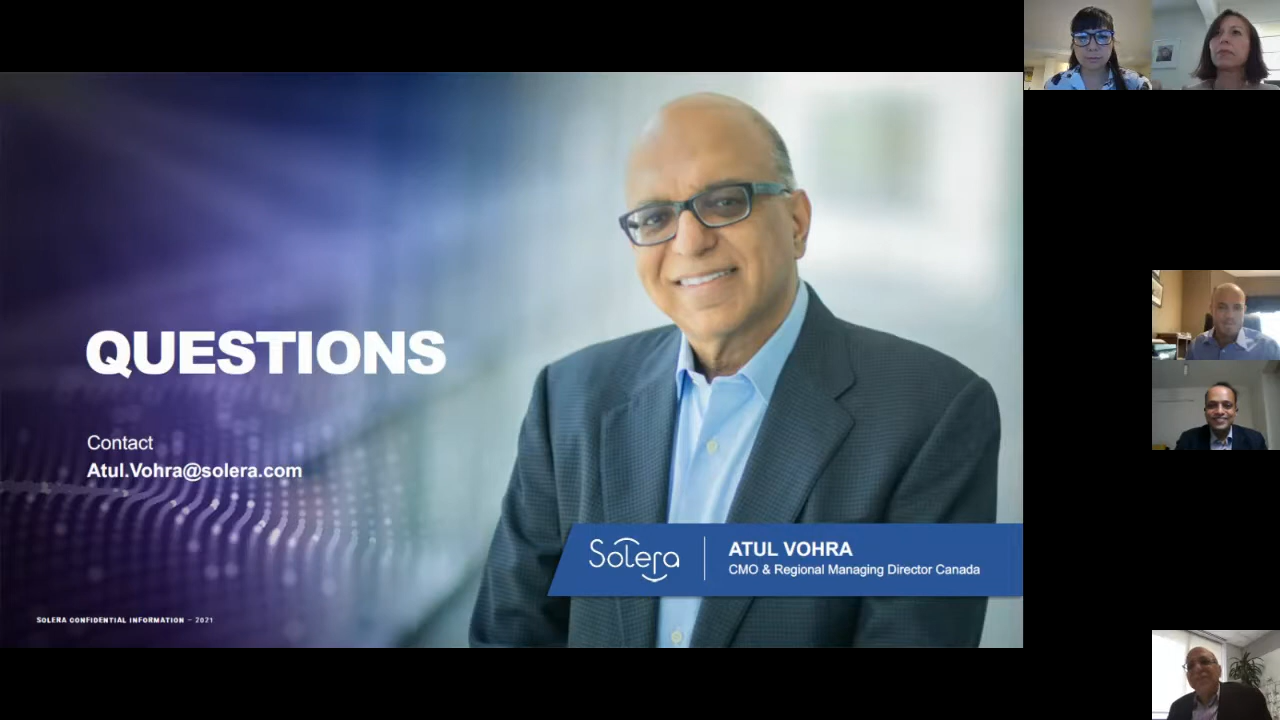 QUESTIONS
Contact
Atul.Vohra@solera.com
Solera
ATUL VOHRA
CMO & Regional Managing Director Canada
SOLERA CONFIDENTIAL INFORMATION – 2021